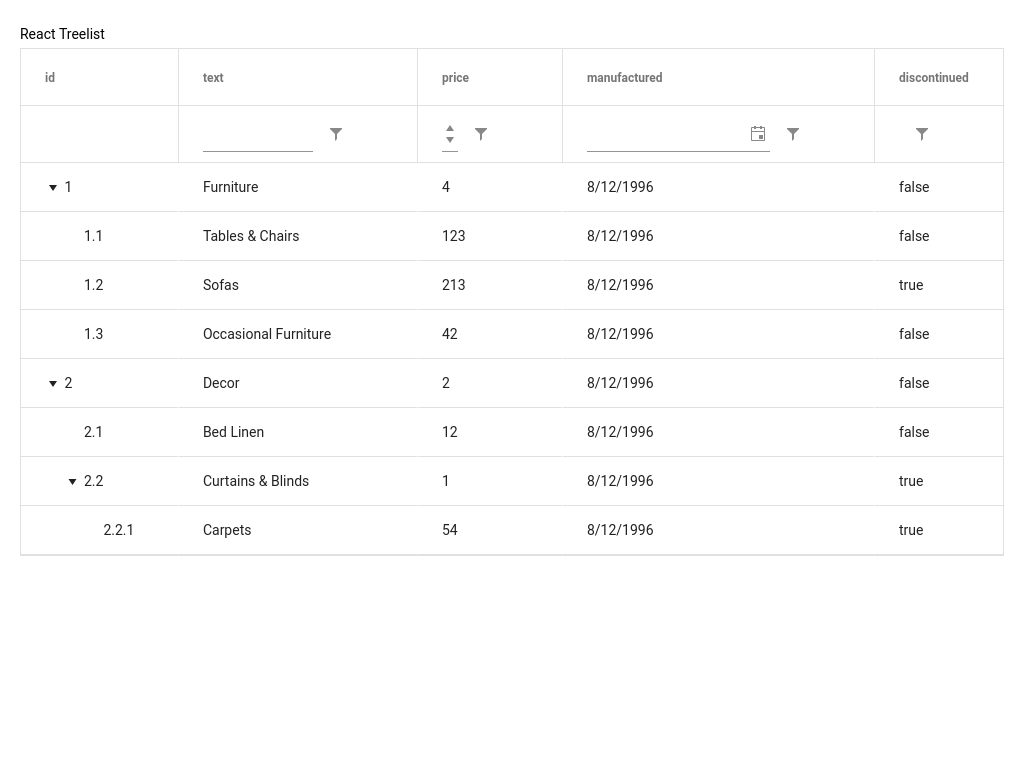 React Treelist
id text price manufactured discontinued
1 Furniture 4 8/12/1996 false
1.1 Tables & Chairs 123 8/12/1996 false
1.2 Sofas 213 8/12/1996 true
1.3 Occasional Furniture 42 8/12/1996 false
2 Decor 2 8/12/1996 false
2.1 Bed Linen 12 8/12/1996 false
2.2 Curtains & Blinds 1 8/12/1996 true
2.2.1 Carpets 54 8/12/1996 true